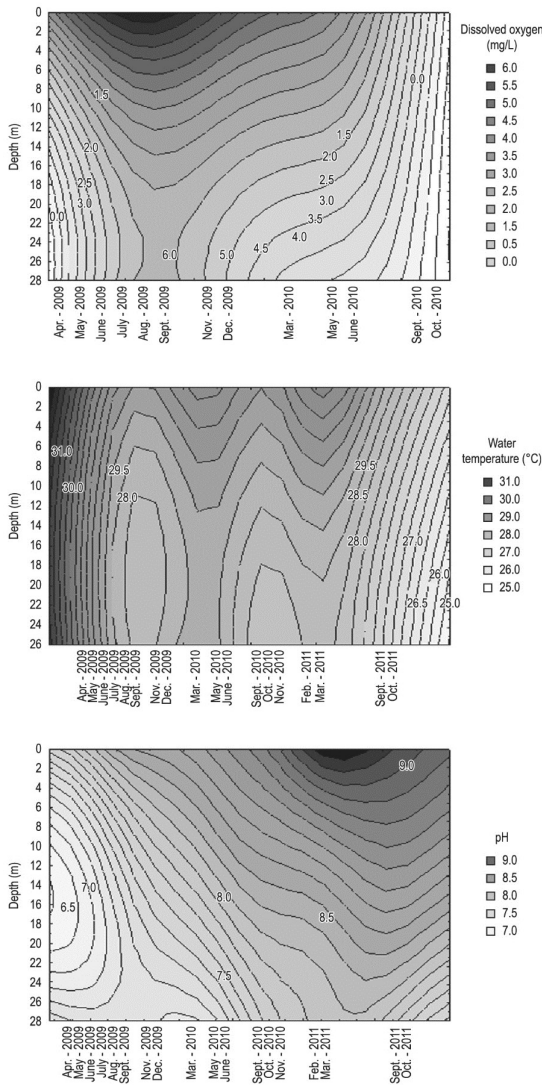 Dissolved oxygen
(mg/L)
6.0
5.5
5.0
4.5
4.0
3.5
3.0
2.5
2.0
1.5
0.5
0.0
Depth (m)
0
2
4
6
8
10
12
14
16
18
20
22
24
26
28
0.0
1.5
1.5
2.0
2.0
2.5
2.5
3.0
3.0
3.5
0.0
4.0
4.5
5.0
6.0
Apr. - 2009
May - 2009
June - 2009
July - 2009
Aug. - 2009
Sept. - 2009
Nov. - 2009
Dec. - 2009
Mar. - 2010
May - 2010
June - 2010
Sept. - 2010
Oct. - 2010
Water
temperature (°C)
31.0
30.0
29.0
28.0
27.0
26.0
25.0
Depth (m)
0
2
4
6
8
10
12
14
16
18
20
22
24
26
31.0
29.5
29.5
30.0
28.0
28.5
28.0
27.0
26.0
26.5
25.0
Apr. - 2009
May - 2009
June - 2009
July - 2009
Aug. - 2009
Sept. - 2009
Nov. - 2009
Dec. - 2009
Mar. - 2010
May - 2010
June - 2010
Sept. - 2010
Oct. - 2010
Nov. - 2010
Feb. - 2011
Mar. - 2011
Sept. - 2011
Oct. - 2011
pH
9.0
8.5
8.0
7.5
7.0
Depth (m)
0
2
4
6
8
10
12
14
16
18
20
22
24
26
28
9.0
7.0
8.0
6.5
8.5
7.5
Apr. - 2009
May - 2009
June - 2009
July - 2009
Aug. - 2009
Sept. - 2009
Nov. - 2009
Dec. - 2009
Mar. - 2010
May - 2010
June - 2010
Sept. - 2010
Oct. - 2010
Nov. - 2010
Feb. - 2011
Mar. - 2011
Sept. - 2011
Oct. - 2011